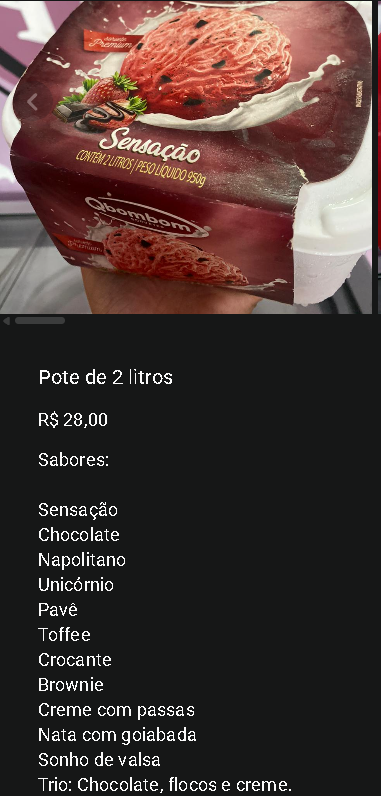 Premium
Sensação
CONTÉM 2 LITROS | PESO LÍQUIDO 950g
Qbombom
Premium
Pote de 2 litros
R$ 28,00
Sabores:
Sensação
Chocolate
Napolitano
Unicórnio
Pavê
Toffee
Crocante
Brownie
Creme com passas
Nata com goiabada
Sonho de valsa
Trio: Chocolate, flocos e creme.